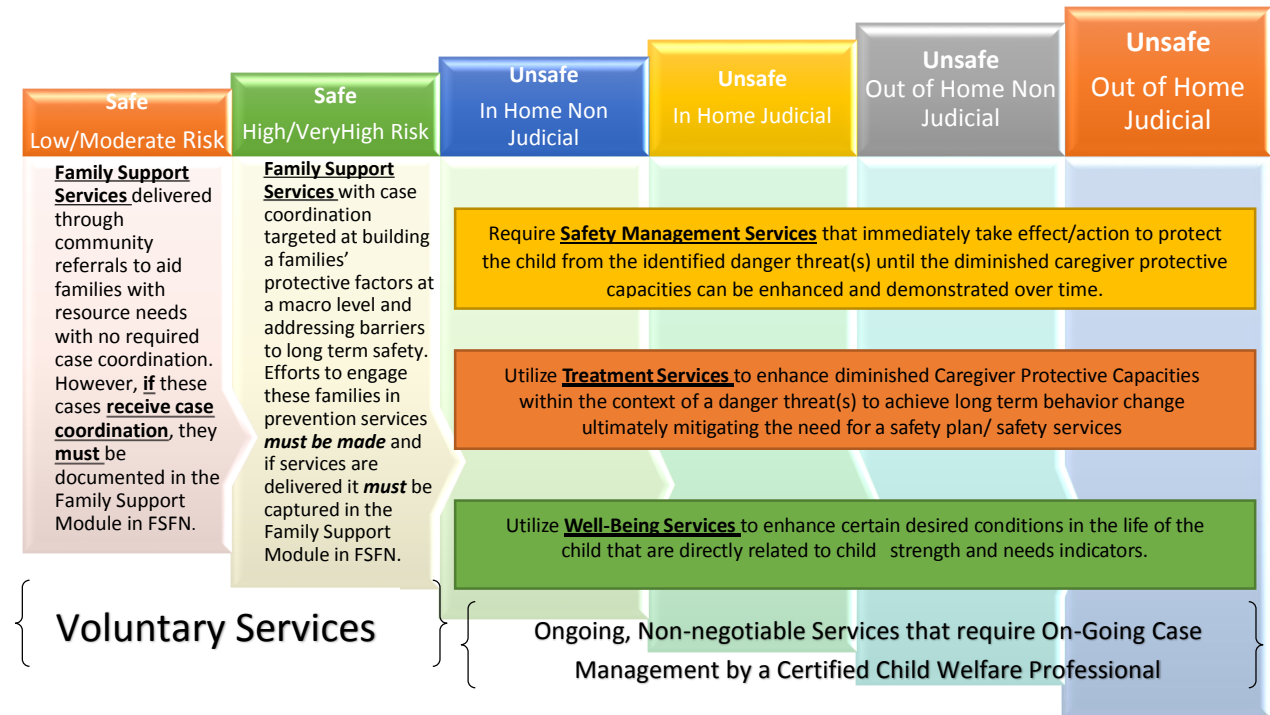 Safe
Low/Moderate Risk
Family Support
Services delivered
through
community
referrals to aid
families with
resource needs
with no required
case coordination.
However, if these
cases receive case
coordination, they
must be
documented in the
Family Support
Module in FSFN.
Safe
High/VeryHigh Risk
Family Support
Services with case
coordination
targeted at building
a families’
protective factors at
a macro level and
addressing barriers
to long term safety.
Efforts to engage
these families in
prevention services
must be made and
if services are
delivered it must be
captured in the
Family Support
Module in FSFN.
Unsafe
In Home Non
Judicial
Unsafe
In Home Judicial
Unsafe
Out of Home Non
Judicial
Unsafe
Out of Home
Judicial
Require Safety Management Services that immediately take effect/action to protect
the child from the identified danger threat(s) until the diminished caregiver protective
capacities can be enhanced and demonstrated over time.
Utilize Treatment Services to enhance diminished Caregiver Protective Capacities
within the context of a danger threat(s) to achieve long term behavior change
ultimately mitigating the need for a safety plan/ safety services
Utilize Well-Being Services to enhance certain desired conditions in the life of the
child that are directly related to child strength and needs indicators.
Voluntary Services
Ongoing, Non-negotiable Services that require On-Going Case
Management by a Certified Child Welfare Professional